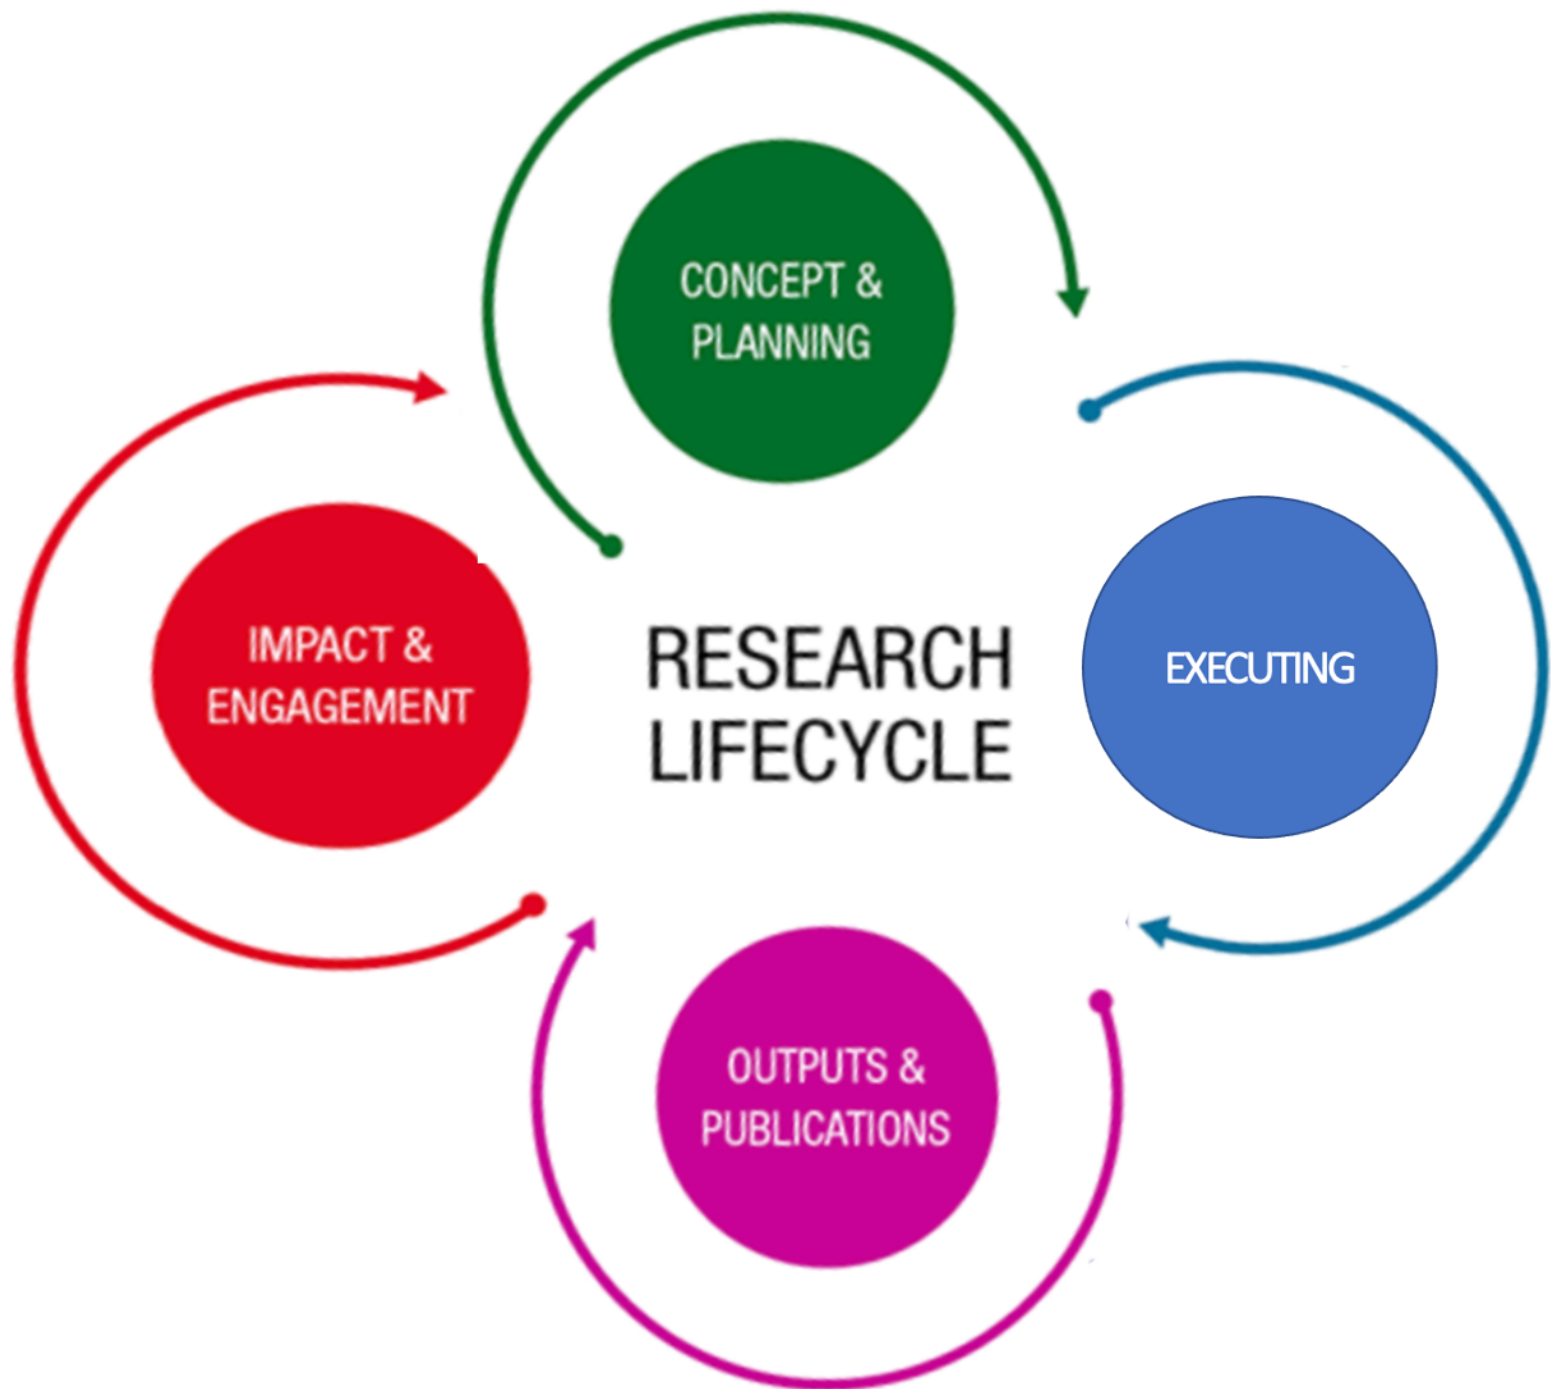 CONCEPT &
PLANNING
IMPACT &
ENGAGEMENT
RESEARCH
LIFECYCLE
EXECUTING
OUTPUTS &
PUBLICATIONS